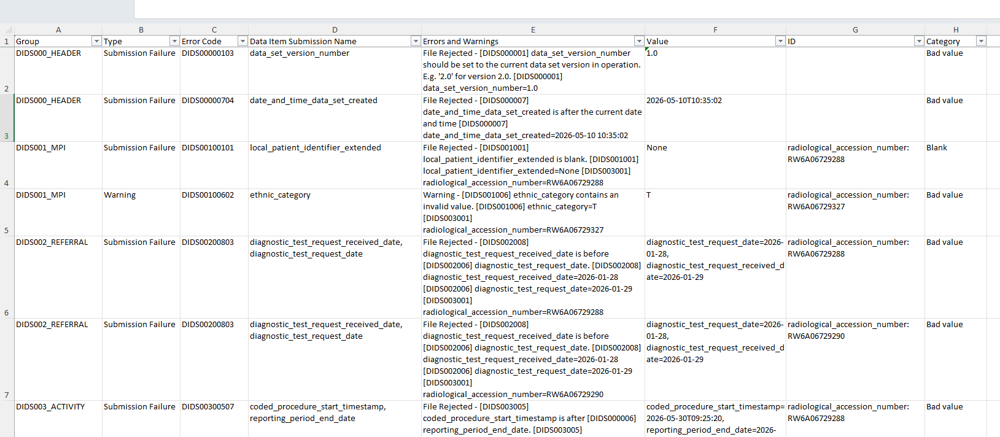 A B C D E F G H
1 Group Type Error Code Data Item Submission Name Errors and Warnings Value ID Category
DIDS000_HEADER Submission Failure DIDS00000103 data_set_version_number File Rejected - [DIDS000001] data_set_version_number 1.0 Bad value
should be set to the current data set version in operation.
E.g. '2.0' for version 2.0. [DIDS000001]
2 data_set_version_number=1.0
DIDS000_HEADER Submission Failure DIDS00000704 date_and_time_data_set_created File Rejected - [DIDS000007] 2026-05-10T10:35:02 Bad value
date_and_time_data_set_created is after the current date
and time [DIDS000007]
3 date_and_time_data_set_created=2026-05-10 10:35:02
DIDS001_MPI Submission Failure DIDS00100101 local_patient_identifier_extended File Rejected - [DIDS001001] None radiological_accession_number: Blank
local_patient_identifier_extended is blank. [DIDS001001] RW6A06729288
local_patient_identifier_extended=None [DIDS003001]
4 radiological_accession_number=RW6A06729288
DIDS001_MPI Warning DIDS00100602 ethnic_category Warning - [DIDS001006] ethnic_category contains an T radiological_accession_number: Bad value
invalid value. [DIDS001006] ethnic_category=T RW6A06729327
[DIDS003001]
5 radiological_accession_number=RW6A06729327
DIDS002_REFERRAL Submission Failure DIDS00200803 diagnostic_test_request_received_date, File Rejected - [DIDS002008] diagnostic_test_request_date=2026- radiological_accession_number: Bad value
diagnostic_test_request_date diagnostic_test_request_received_date is before 01-28, RW6A06729288
[DIDS002006] diagnostic_test_request_date. [DIDS002008] diagnostic_test_request_received_d
diagnostic_test_request_received_date=2026-01-28 ate=2026-01-29
[DIDS002006] diagnostic_test_request_date=2026-01-29
[DIDS003001]
6 radiological_accession_number=RW6A06729288
DIDS002_REFERRAL Submission Failure DIDS00200803 diagnostic_test_request_received_date, File Rejected - [DIDS002008] diagnostic_test_request_date=2026- radiological_accession_number: Bad value
diagnostic_test_request_date diagnostic_test_request_received_date is before 01-28, RW6A06729290
[DIDS002006] diagnostic_test_request_date. [DIDS002008] diagnostic_test_request_received_d
diagnostic_test_request_received_date=2026-01-28 ate=2026-01-29
[DIDS002006] diagnostic_test_request_date=2026-01-29
[DIDS003001]
7 radiological_accession_number=RW6A06729290
DIDS003_ACTIVITY Submission Failure DIDS00300507 coded_procedure_start_timestamp, File Rejected - [DIDS003005] coded_procedure_start_timestamp= radiological_accession_number: Bad value
reporting_period_end_date coded_procedure_start_timestamp is after [DIDS000006] 2026-05-30T09:25:20, RW6A06729288
reporting_period_end_date. [DIDS003005] reporting_period_end_date=2026-